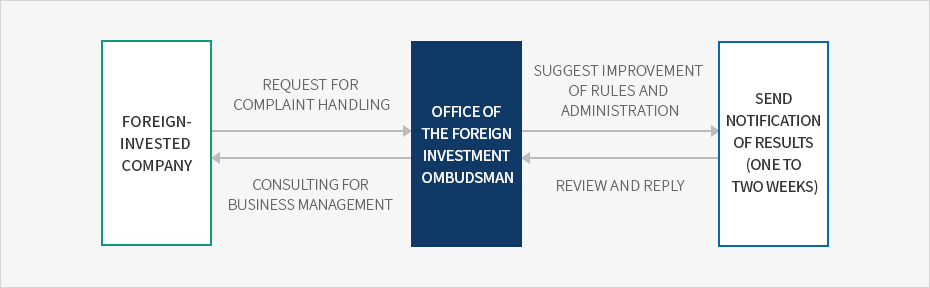 FOREIGN-
INVESTED
COMPANY
REQUEST FOR
COMPLAINT HANDLING
CONSULTING FOR
BUSINESS MANAGEMENT
OFFICE OF
THE FOREIGN
INVESTMENT
OMBUDSMAN
SUGGEST IMPROVEMENT
OF RULES AND
ADMINISTRATION
REVIEW AND REPLY
SEND
NOTIFICATION
OF RESULTS
(ONE TO
TWO WEEKS)